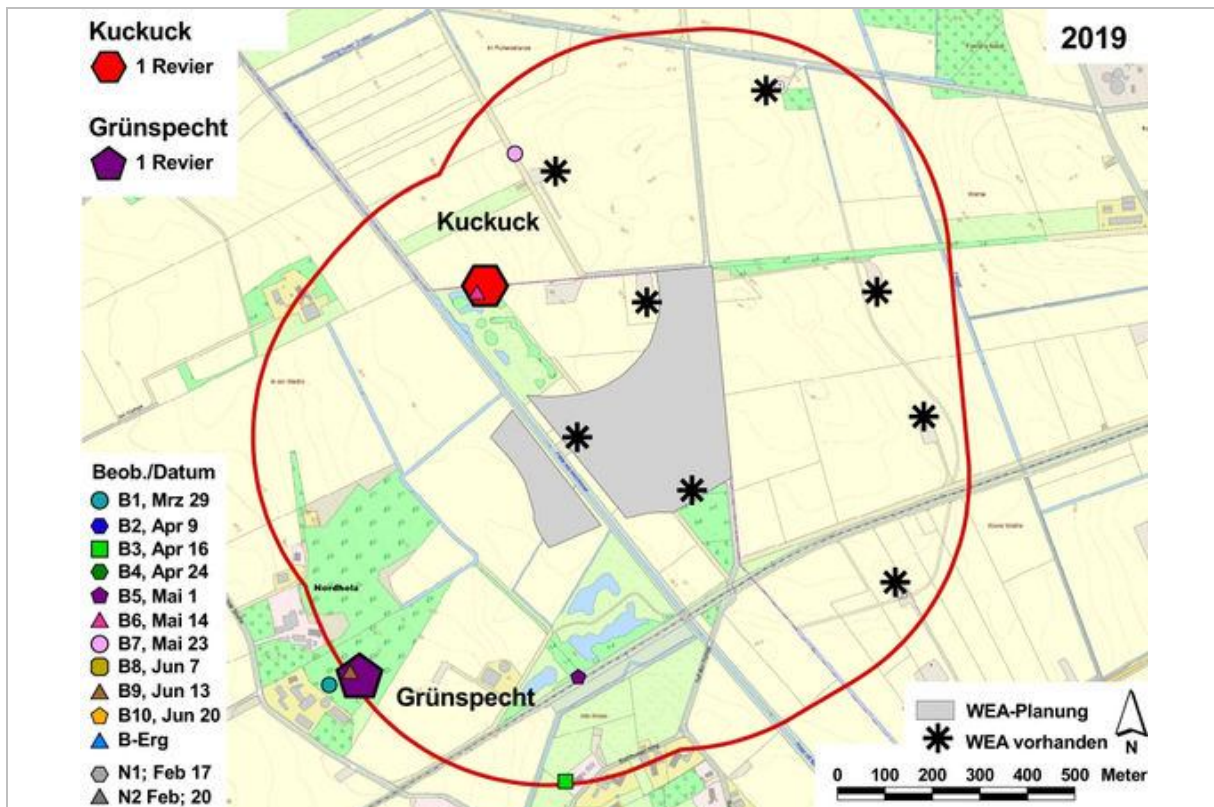 Kuckuck
1 Revier
Grünspecht
1 Revier
2019
Kuckuck
Nordholz
Grünspecht
Beob./Datum
B1, Mrz 29
B2, Apr 9
B3, Apr 16
B4, Apr 24
B5, Mai 1
B6, Mai 14
B7, Mai 23
B8, Jun 7
B9, Jun 13
B10, Jun 20
B-Erg
N1; Feb 17
N2 Feb; 20
WEA-Planung
WEA vorhanden
N
0 100 200 300 400 500 Meter